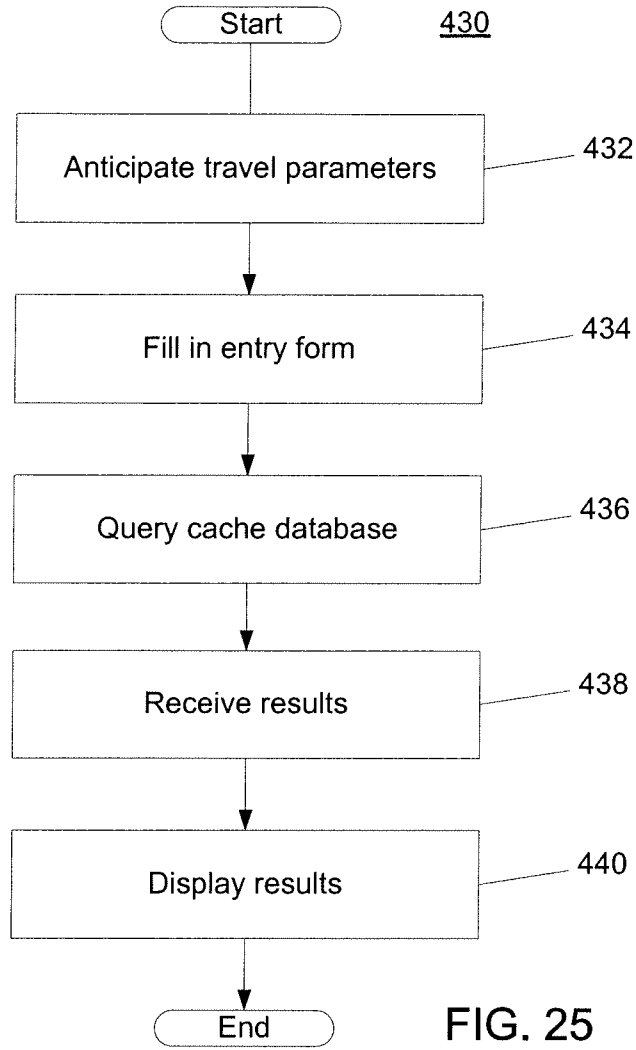 Start
430
Anticipate travel parameters
432
Fill in entry form
434
Query cache database
436
Receive results
438
Display results
440
End
FIG. 25